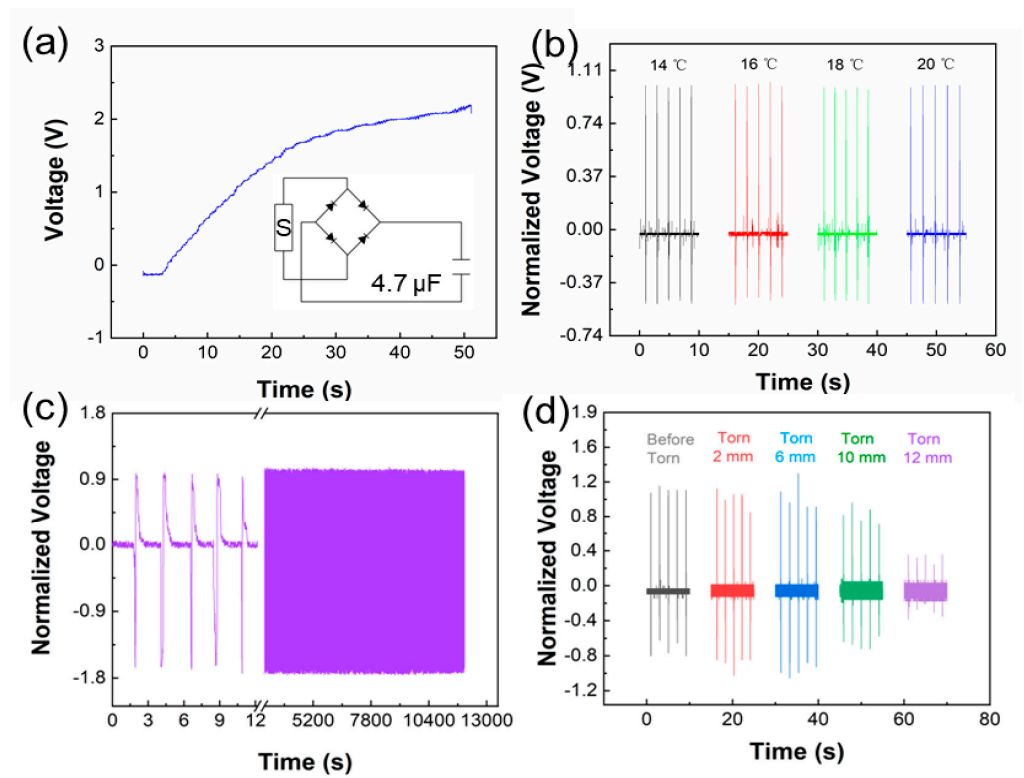 (a)
3
2
1
0
-1
Voltage (V)
S
4.7 μF
0
10
20
30
40
50
Time (s)
(b)
1.11
0.74
0.37
0.00
-0.37
-0.74
Normalized Voltage (V)
14 ℃
16 ℃
18 ℃
20 ℃
0
10
20
30
40
50
60
Time (s)
(c)
1.8
0.9
0.0
-0.9
-1.8
Normalized Voltage
0
3
6
9
12
5200
7800
10400
13000
Time (s)
(d)
1.9
1.6
1.2
0.8
0.4
0.0
-0.4
-0.8
-1.2
Normalized Voltage
Before
Torn
Torn
2 mm
Torn
6 mm
Torn
10 mm
Torn
12 mm
0
20
40
60
80
Time (s)